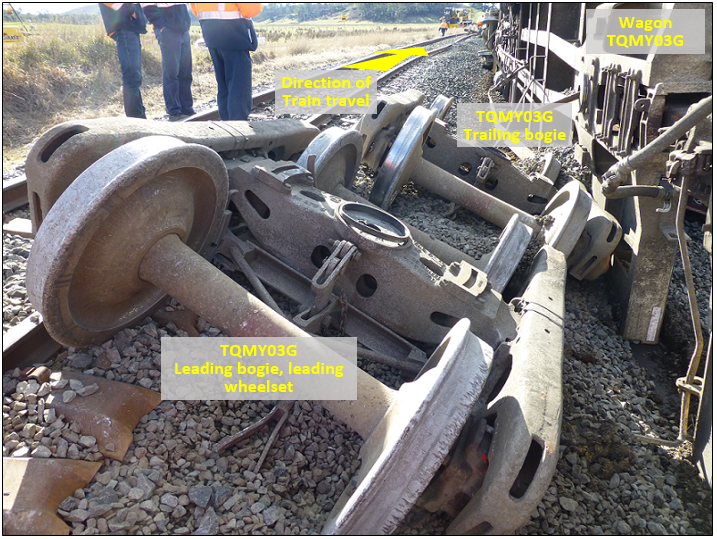 Wagon
TQMY03G
Direction of
Train travel
TQMY03G
Trailing bogie
TQMY03G
Leading bogie, leading
wheelset